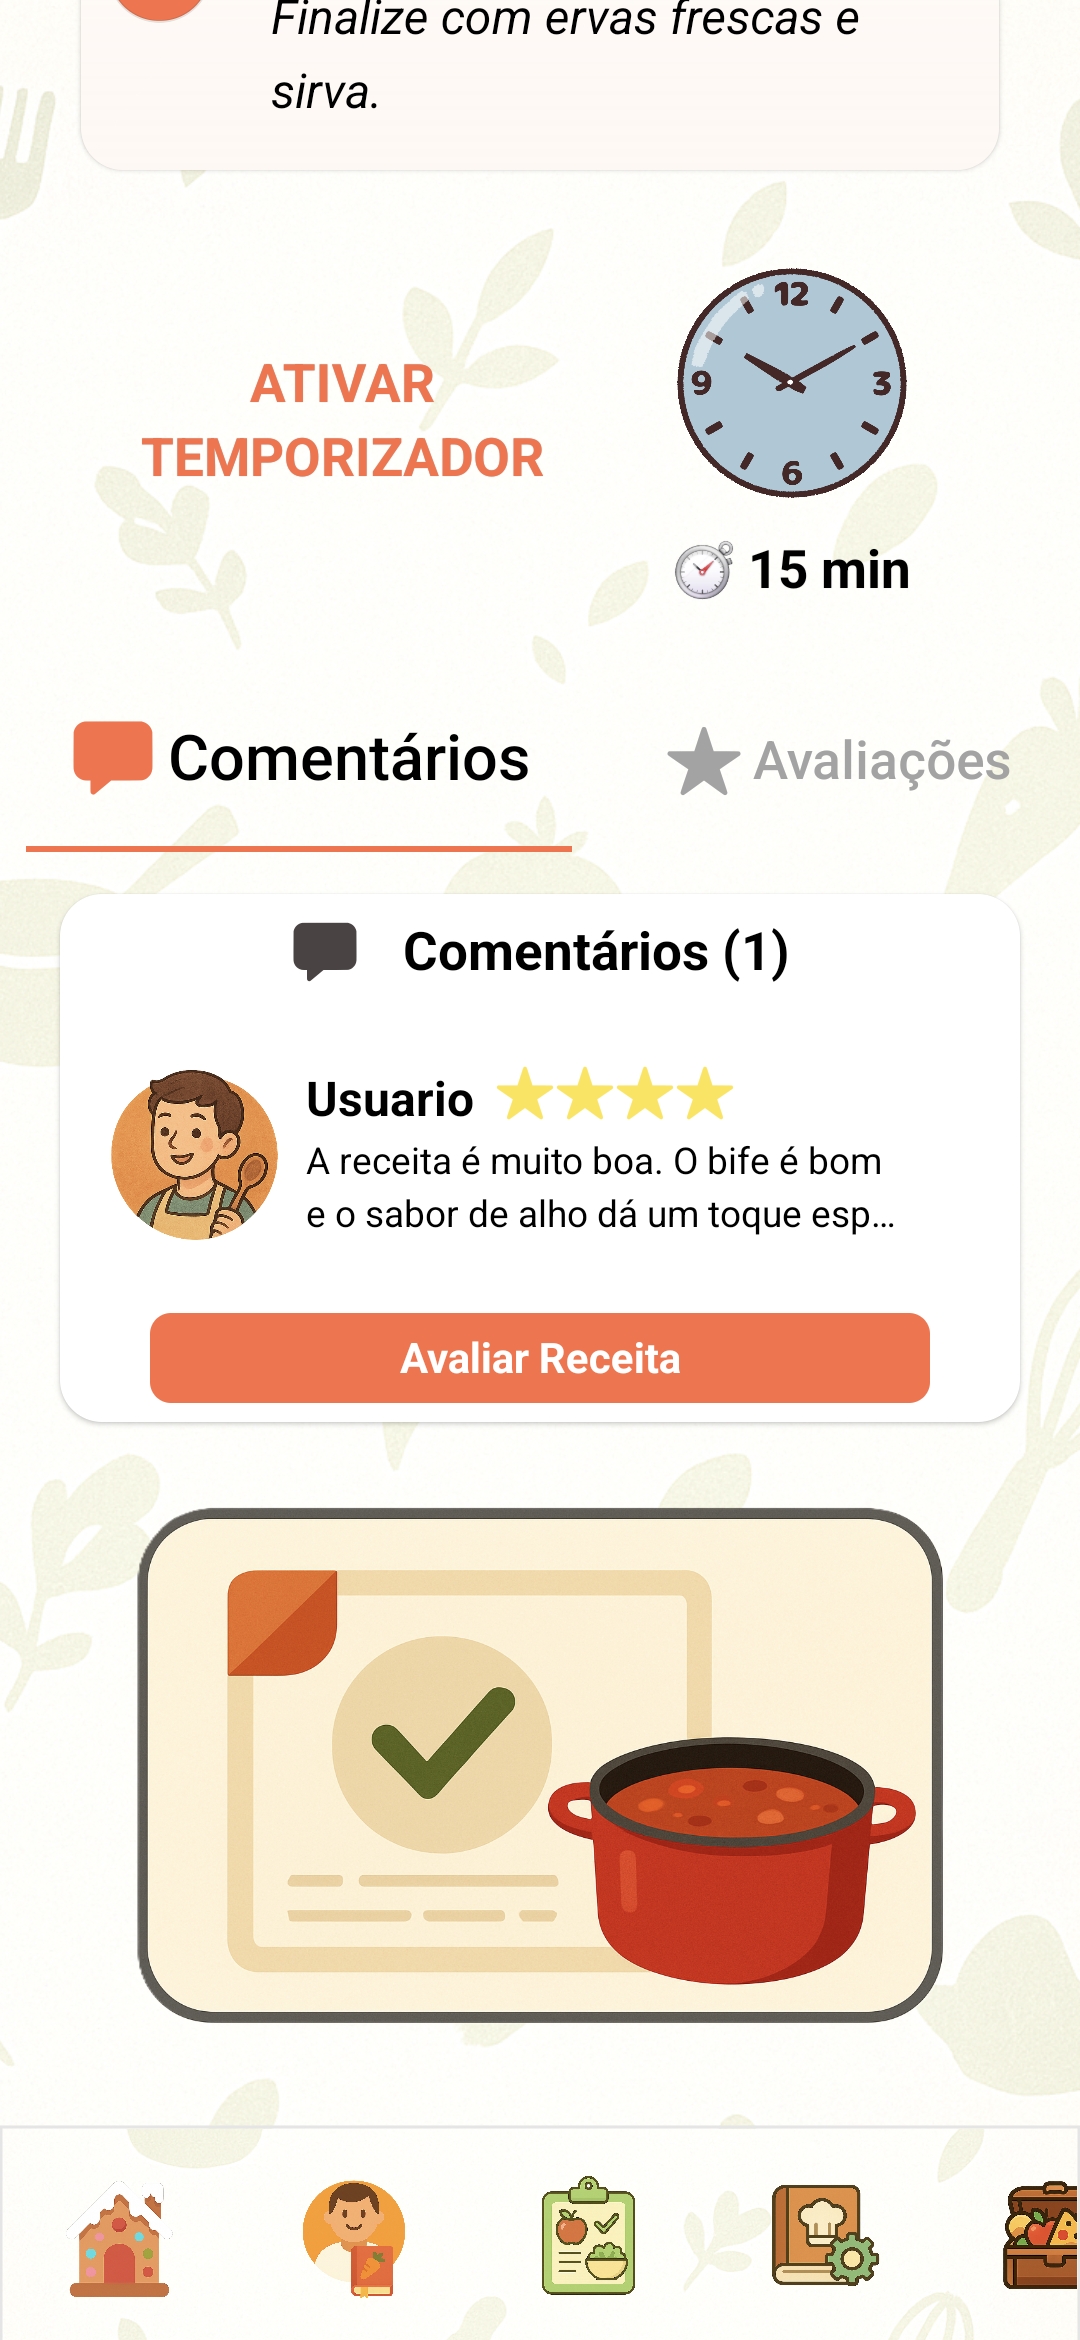 Finalize com ervas frescas e
sirva.
ATIVAR
TEMPORIZADOR
12
9
3
6
15 min
Comentários
Avaliações
Comentários (1)
Usuario
A receita é muito boa. O bife é bom
e o sabor de alho dá um toque esp...
Avaliar Receita